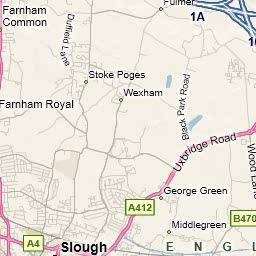 Fulmer
Farnham
Common
1A
Duffield Lane
Stoke Poges
Wexham
Farnham Royal
Black Park Road
Uxbridge Road
Wood Lane
George Green
A412
B470
Middlegreen
A4
Slough
ENGL